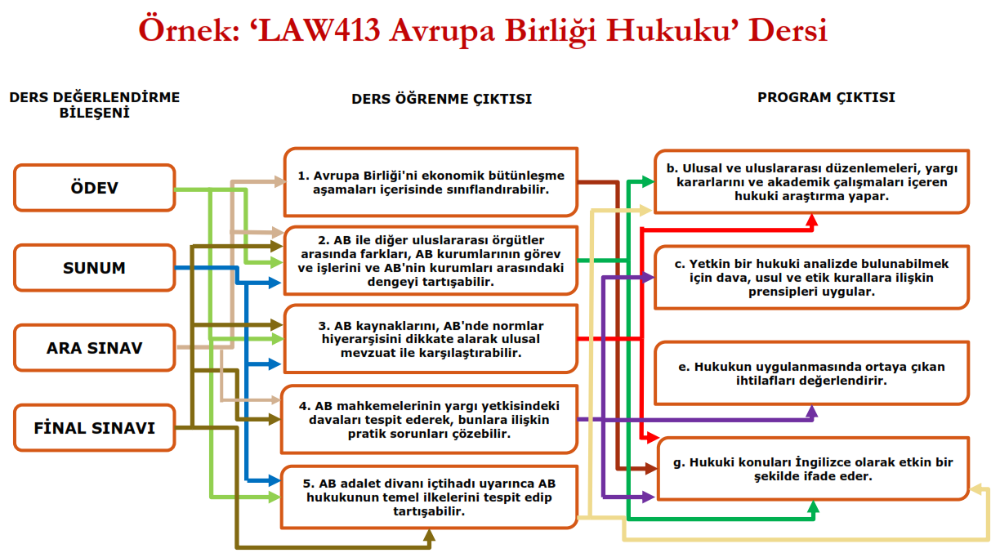 Örnek: ‘LAW413 Avrupa Birliği Hukuku’ Dersi
DERS DEĞERLENDİRME
BİLEŞENİ
DERS ÖĞRENME ÇIKTISI
PROGRAM ÇIKTISI
ÖDEV
SUNUM
ARA SINAV
FİNAL SINAVI
1. Avrupa Birliği'ni ekonomik bütünleşme
aşamaları içerisinde sınıflandırabilir.
2. AB ile diğer uluslararası örgütler
arasında farkları, AB kurumlarının görev
ve işlerini ve AB'nin kurumları arasındaki
dengeyi tartışabilir.
3. AB kaynaklarını, AB'nde normlar
hiyerarşisini dikkate alarak ulusal
mevzuat ile karşılaştırabilir.
4. AB mahkemelerinin yargı yetkisindeki
davaları tespit ederek, bunlara ilişkin
pratik sorunları çözebilir.
5. AB adalet divanı içtihadı uyarınca AB
hukukunun temel ilkelerini tespit edip
tartışabilir.
b. Ulusal ve uluslararası düzenlemeleri, yargı
kararlarını ve akademik çalışmaları içeren
hukuki araştırma yapar.
c. Yetkin bir hukuki analizde bulunabilmek
için dava, usul ve etik kurallara ilişkin
prensipleri uygular.
e. Hukukun uygulanmasında ortaya çıkan
ihtilafları değerlendirir.
g. Hukuki konuları İngilizce olarak etkin bir
şekilde ifade eder.